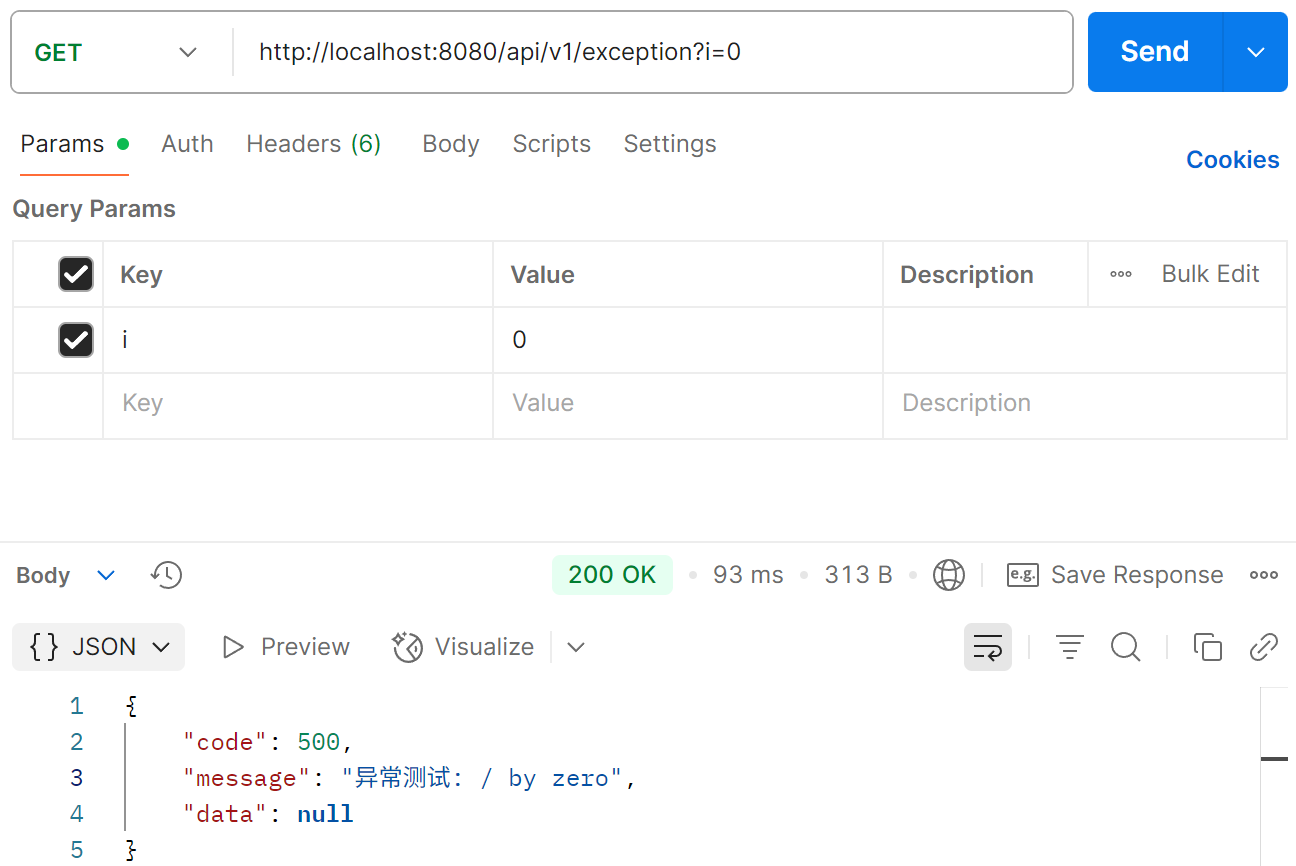 GET http://localhost:8080/api/v1/exception?i=0 Send
Params Auth Headers (6) Body Scripts Settings
Cookies
Query Params
Key Value Description Bulk Edit
i 0
Key Value Description
Body 200 OK 93 ms 313 B e.g. Save Response
{} JSON Preview Visualize
1 {
2 "code": 500,
3 "message": "异常测试: / by zero",
4 "data": null
5 }